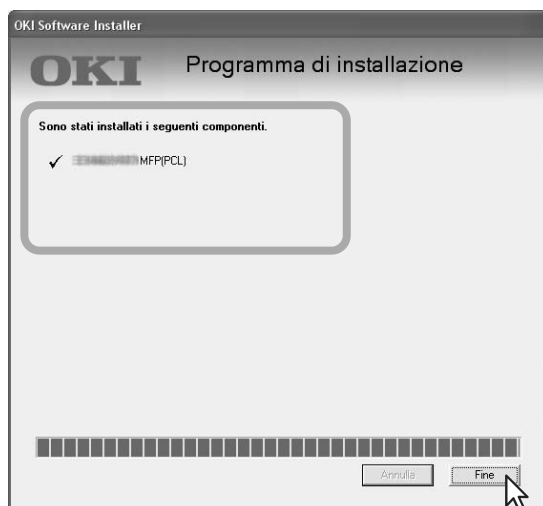 OKI Software Installer
OKI
Programma di installazione
Sono stati installati i seguenti componenti.
MFP(PCL)
Annulla
Fine